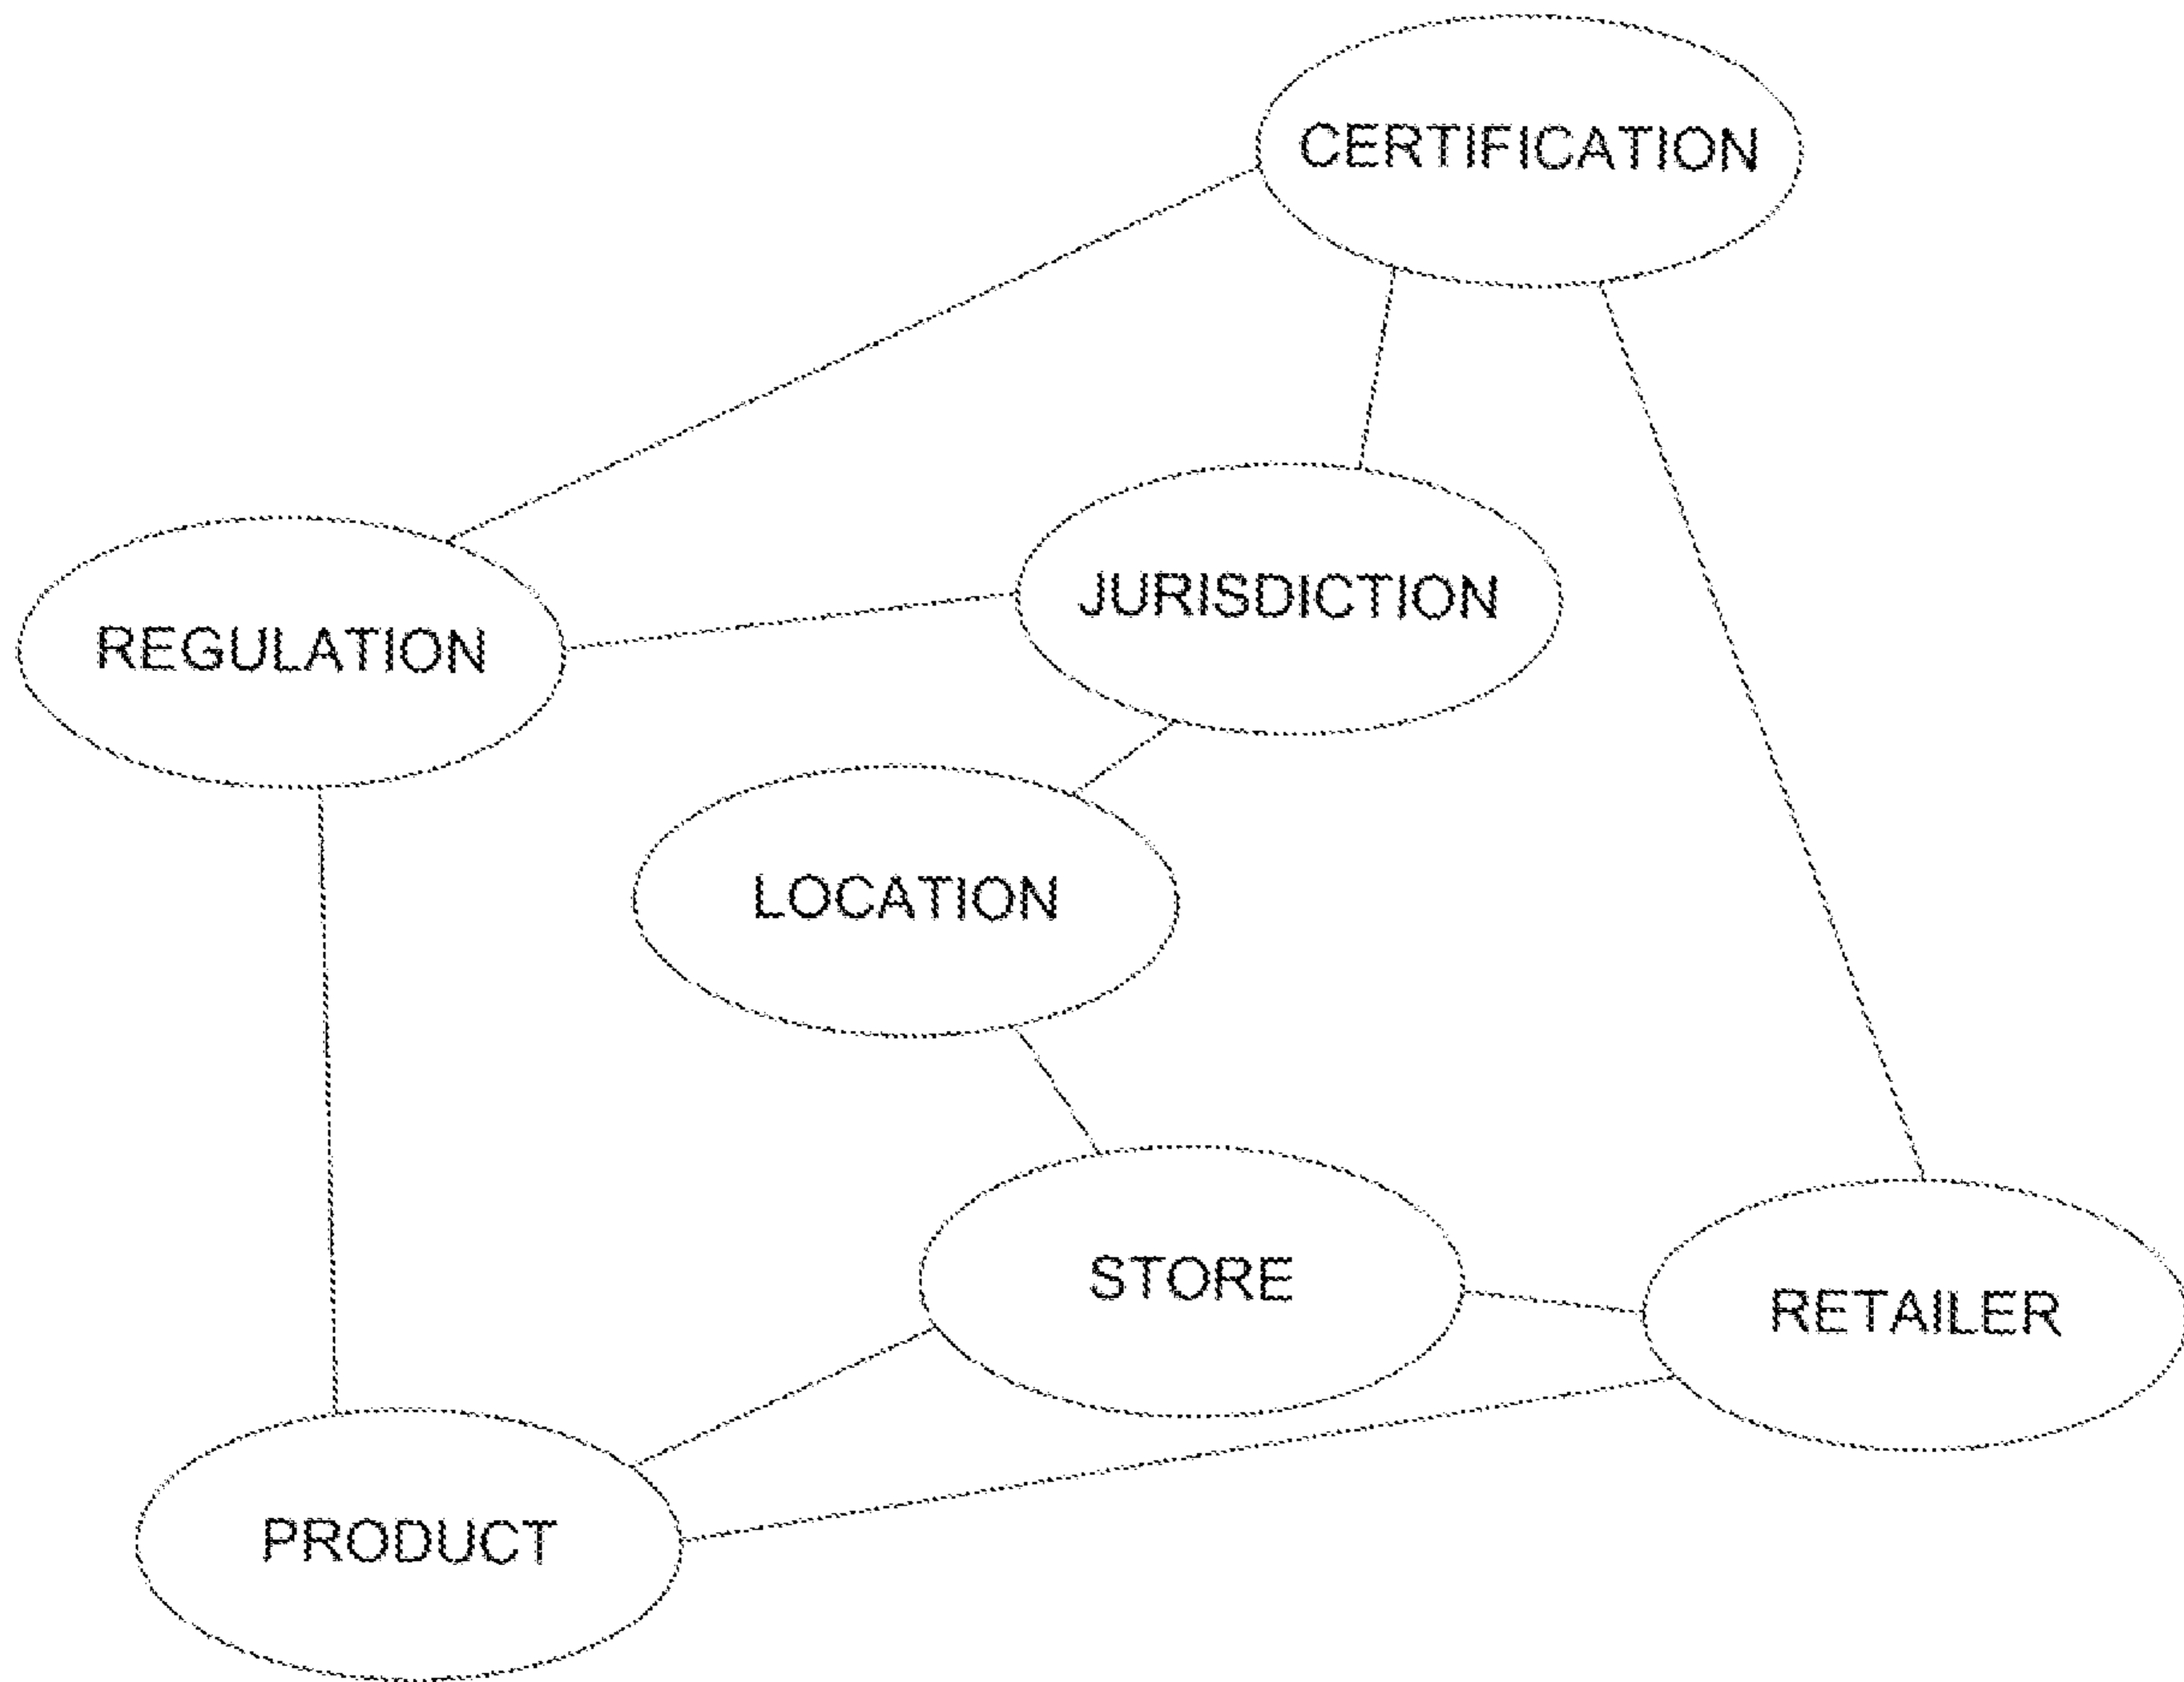 CERTIFICATION
JURISDICTION
REGULATION
LOCATION
STORE
RETAILER
PRODUCT